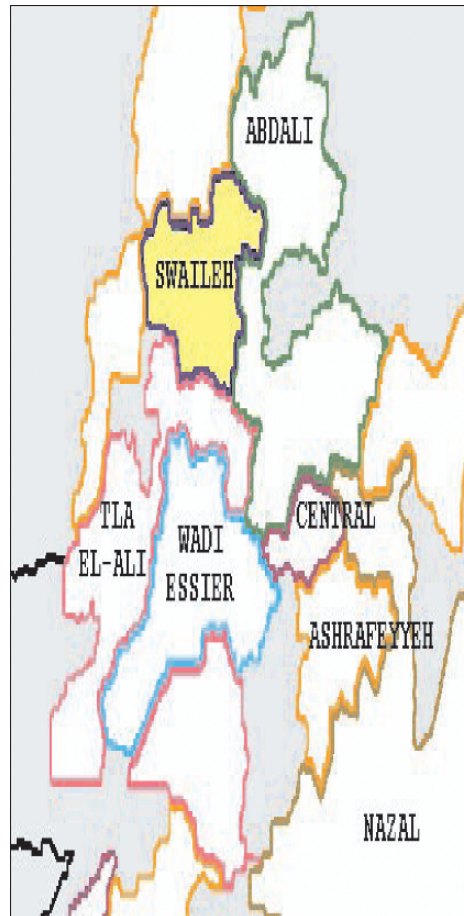 ABDALI
SWAILEH
TLA
EL-ALI
WADI
ESSIER
CENTRAL
ASHRAFEYYEH
NAZAL